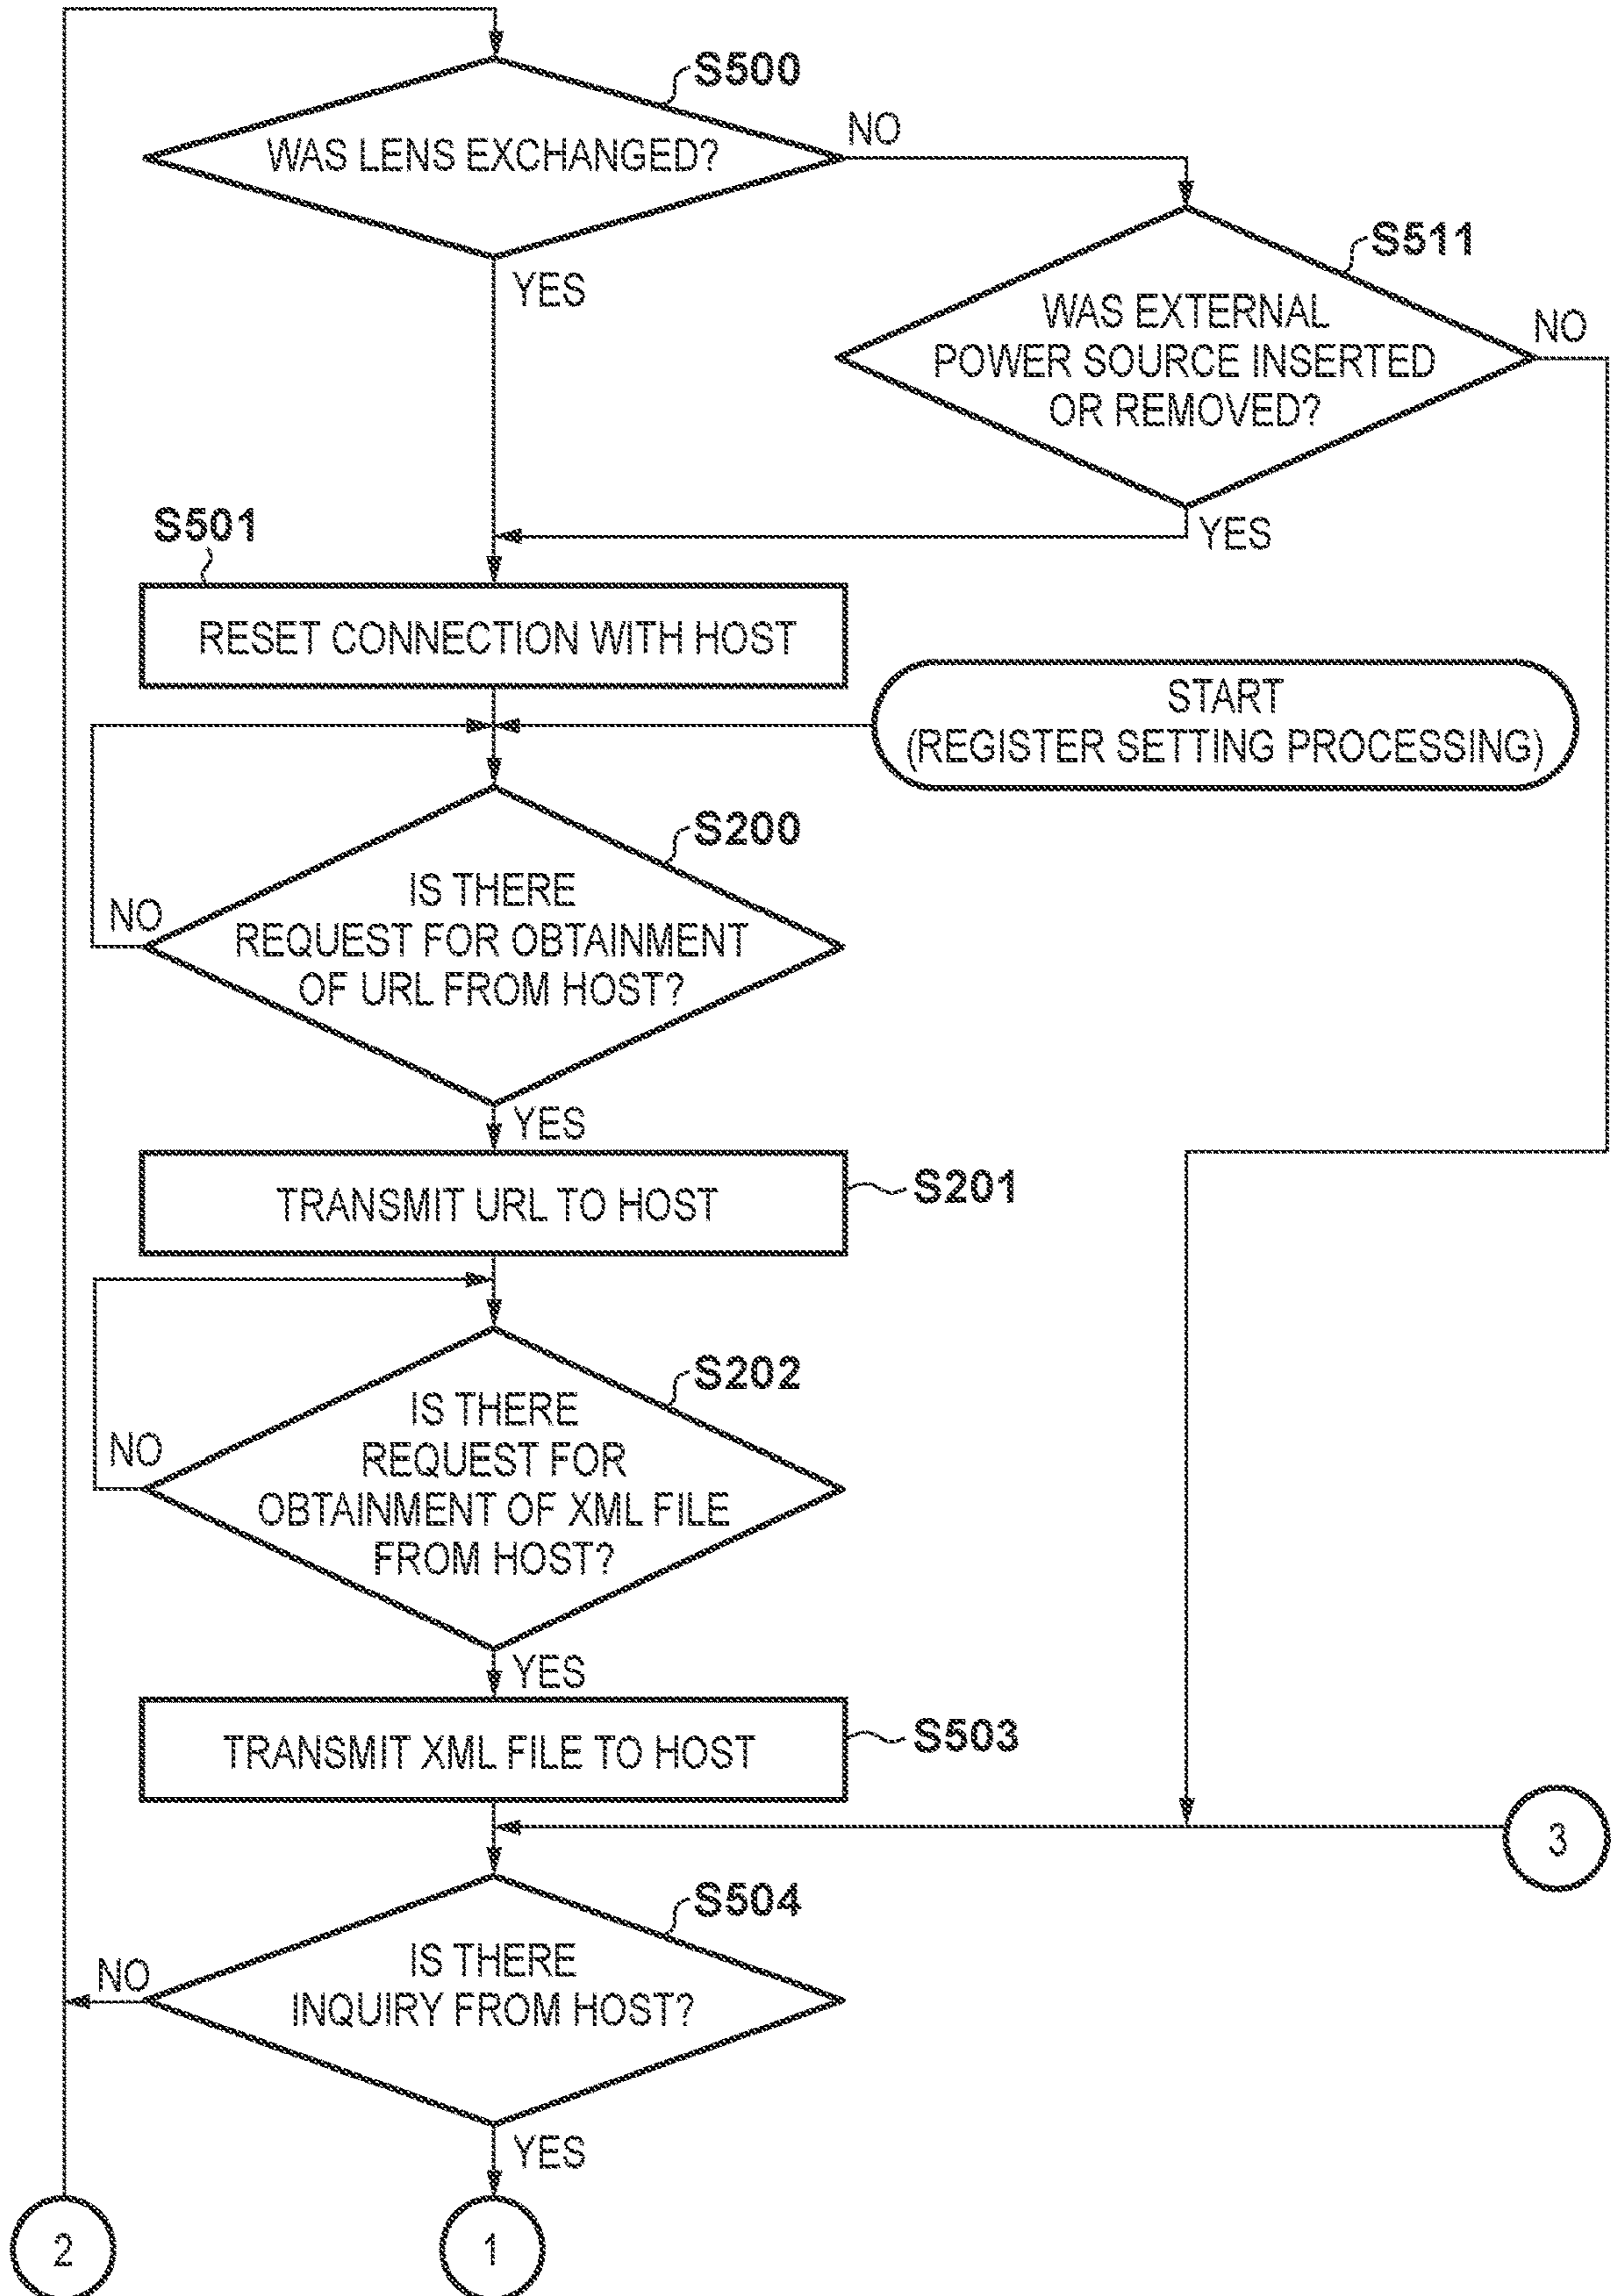 S500
WAS LENS EXCHANGED?
NO
YES
S511
WAS EXTERNAL
POWER SOURCE INSERTED
OR REMOVED?
NO
YES
S501
RESET CONNECTION WITH HOST
START
(REGISTER SETTING PROCESSING)
S200
IS THERE
REQUEST FOR OBTAINMENT
OF URL FROM HOST?
NO
YES
TRANSMIT URL TO HOST
S201
S202
IS THERE
REQUEST FOR
OBTAINMENT OF XML FILE
FROM HOST?
NO
YES
TRANSMIT XML FILE TO HOST
S503
3
S504
IS THERE
INQUIRY FROM HOST?
NO
YES
2
1